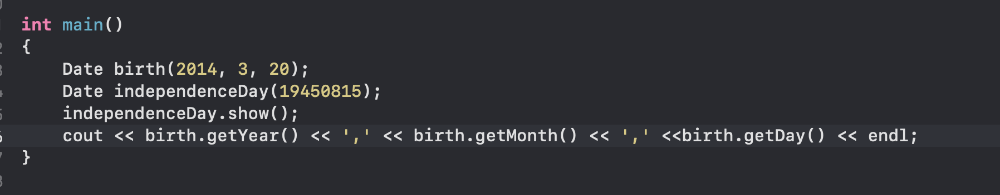 int main()
{
    Date birth(2014, 3, 20);
    Date independenceDay(19450815);
    independenceDay.show();
    cout << birth.getYear() << ',' << birth.getMonth() << ',' <<birth.getDay() << endl;
}